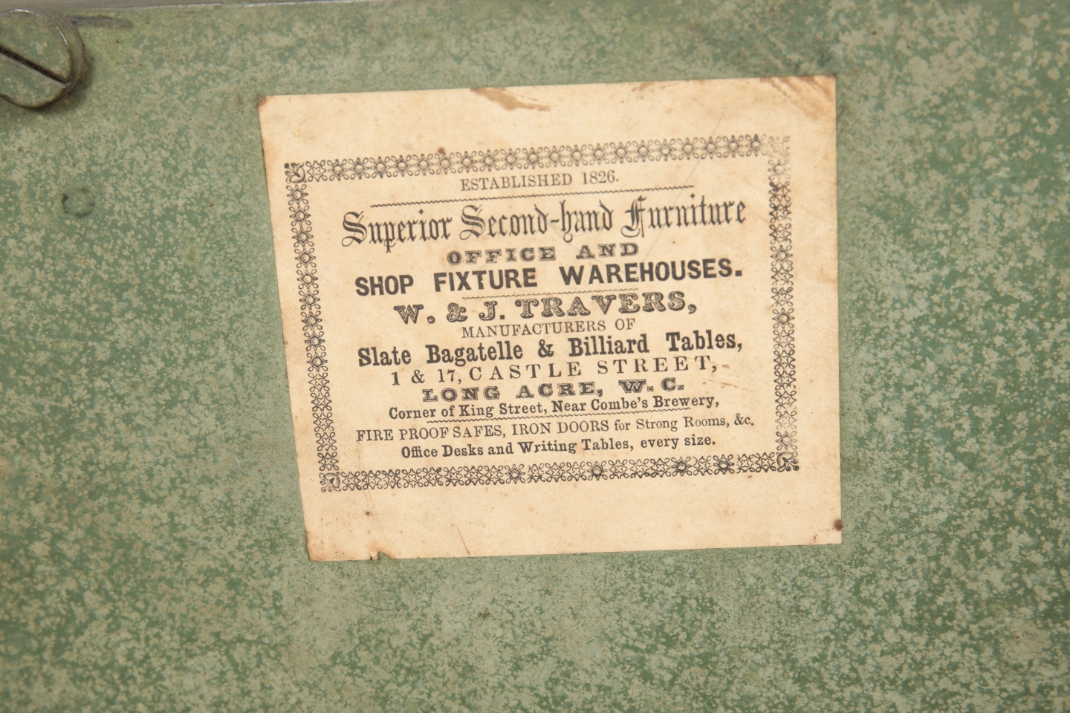 ESTABLISHED 1826.
Superior Second-hand Furniture
OFFICE AND
SHOP FIXTURE WAREHOUSES.
W. & J. TRAVERS,
MANUFACTURERS OF
Slate Bagatelle & Billiard Tables,
1 & 17, CASTLE STREET,
LONG ACRE, W.C.
Corner of King Street, Near Combe's Brewery,
FIRE PROOF SAFES, IRON DOORS for Strong Rooms, &c.
Office Desks and Writing Tables, every size.